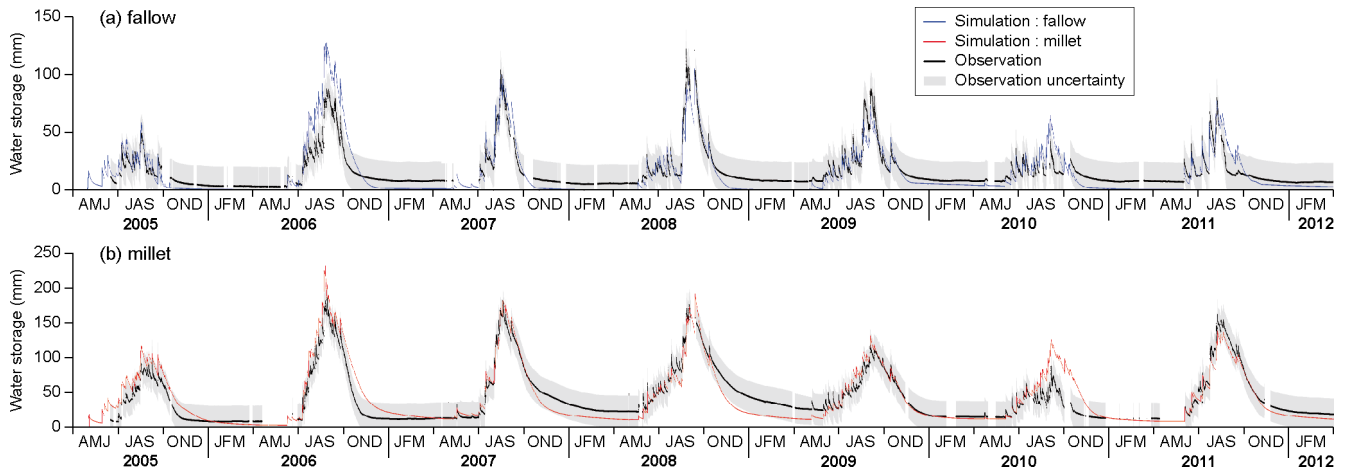 (a) fallow
Water storage (mm)
150
100
50
0
Simulation : fallow
Simulation : millet
Observation
Observation uncertainty
AMJ JAS OND JFM AMJ JAS OND JFM AMJ JAS OND JFM AMJ JAS OND JFM AMJ JAS OND JFM AMJ JAS OND JFM AMJ JAS OND JFM
2005 2006 2007 2008 2009 2010 2011 2012
(b) millet
Water storage (mm)
250
200
150
100
50
0
AMJ JAS OND JFM AMJ JAS OND JFM AMJ JAS OND JFM AMJ JAS OND JFM AMJ JAS OND JFM AMJ JAS OND JFM AMJ JAS OND JFM
2005 2006 2007 2008 2009 2010 2011 2012